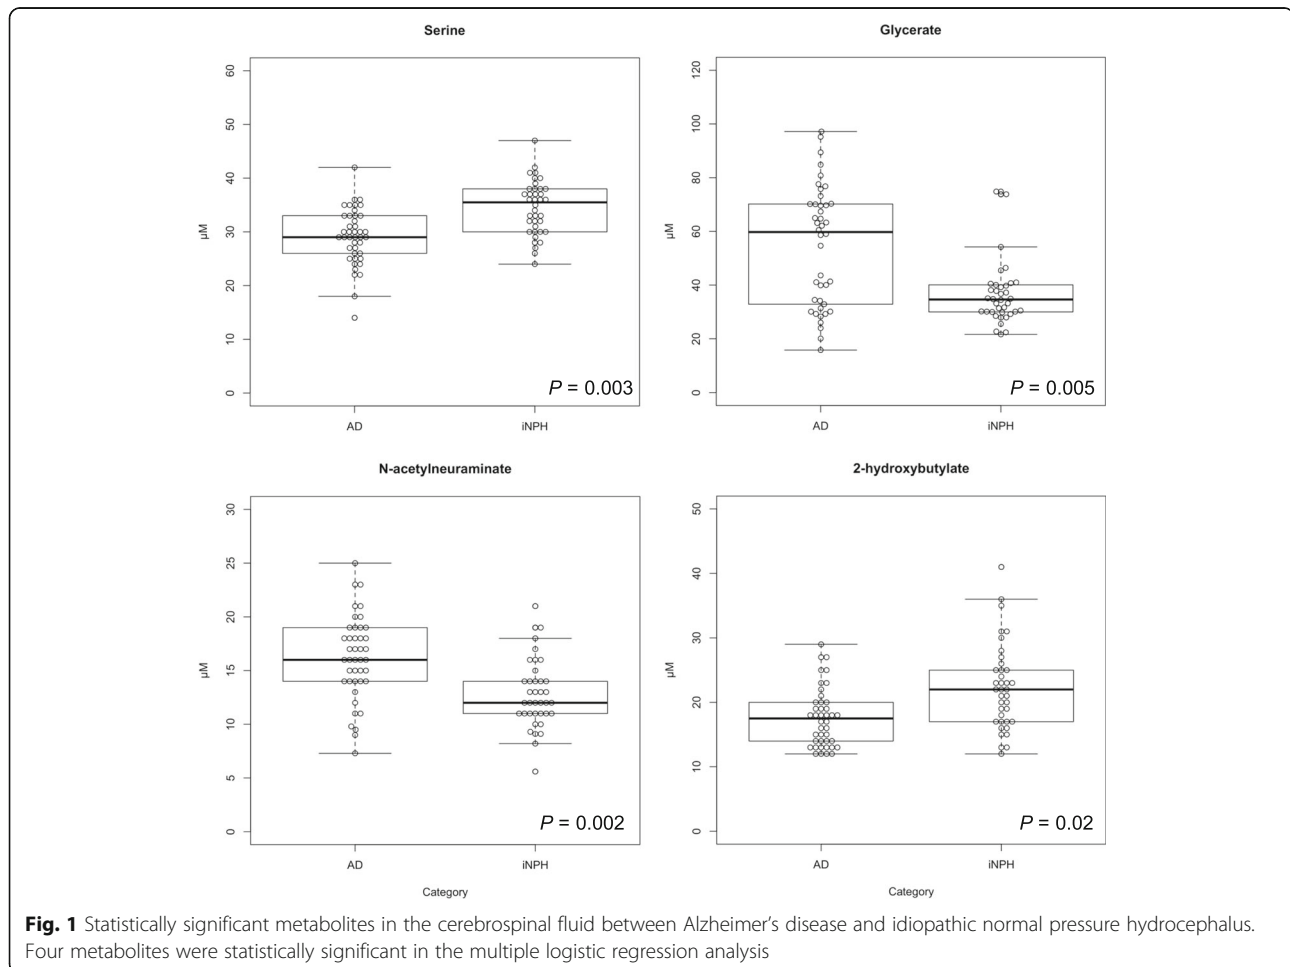 Serine
60
50
40
30
20
10
0
µM
P = 0.003
AD iNPH
Glycerate
120
100
80
60
40
20
0
µM
P = 0.005
AD iNPH
N-acetylneuraminate
30
25
20
15
10
5
0
µM
P = 0.002
AD iNPH
Category
2-hydroxybutylate
50
40
30
20
10
0
µM
P = 0.02
AD iNPH
Category
Fig. 1 Statistically significant metabolites in the cerebrospinal fluid between Alzheimer's disease and idiopathic normal pressure hydrocephalus.
Four metabolites were statistically significant in the multiple logistic regression analysis